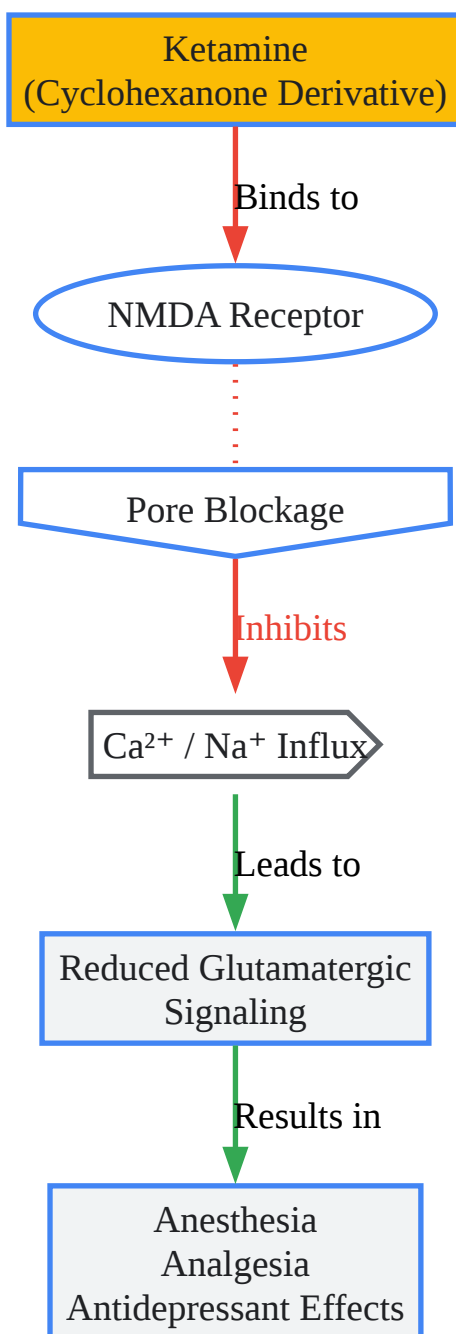 Ketamine
(Cyclohexanone Derivative)
Binds to
NMDA Receptor
Pore Blockage
Inhibits
Ca²⁺ / Na⁺ Influx
Leads to
Reduced Glutamatergic
Signaling
Results in
Anesthesia
Analgesia
Antidepressant Effects